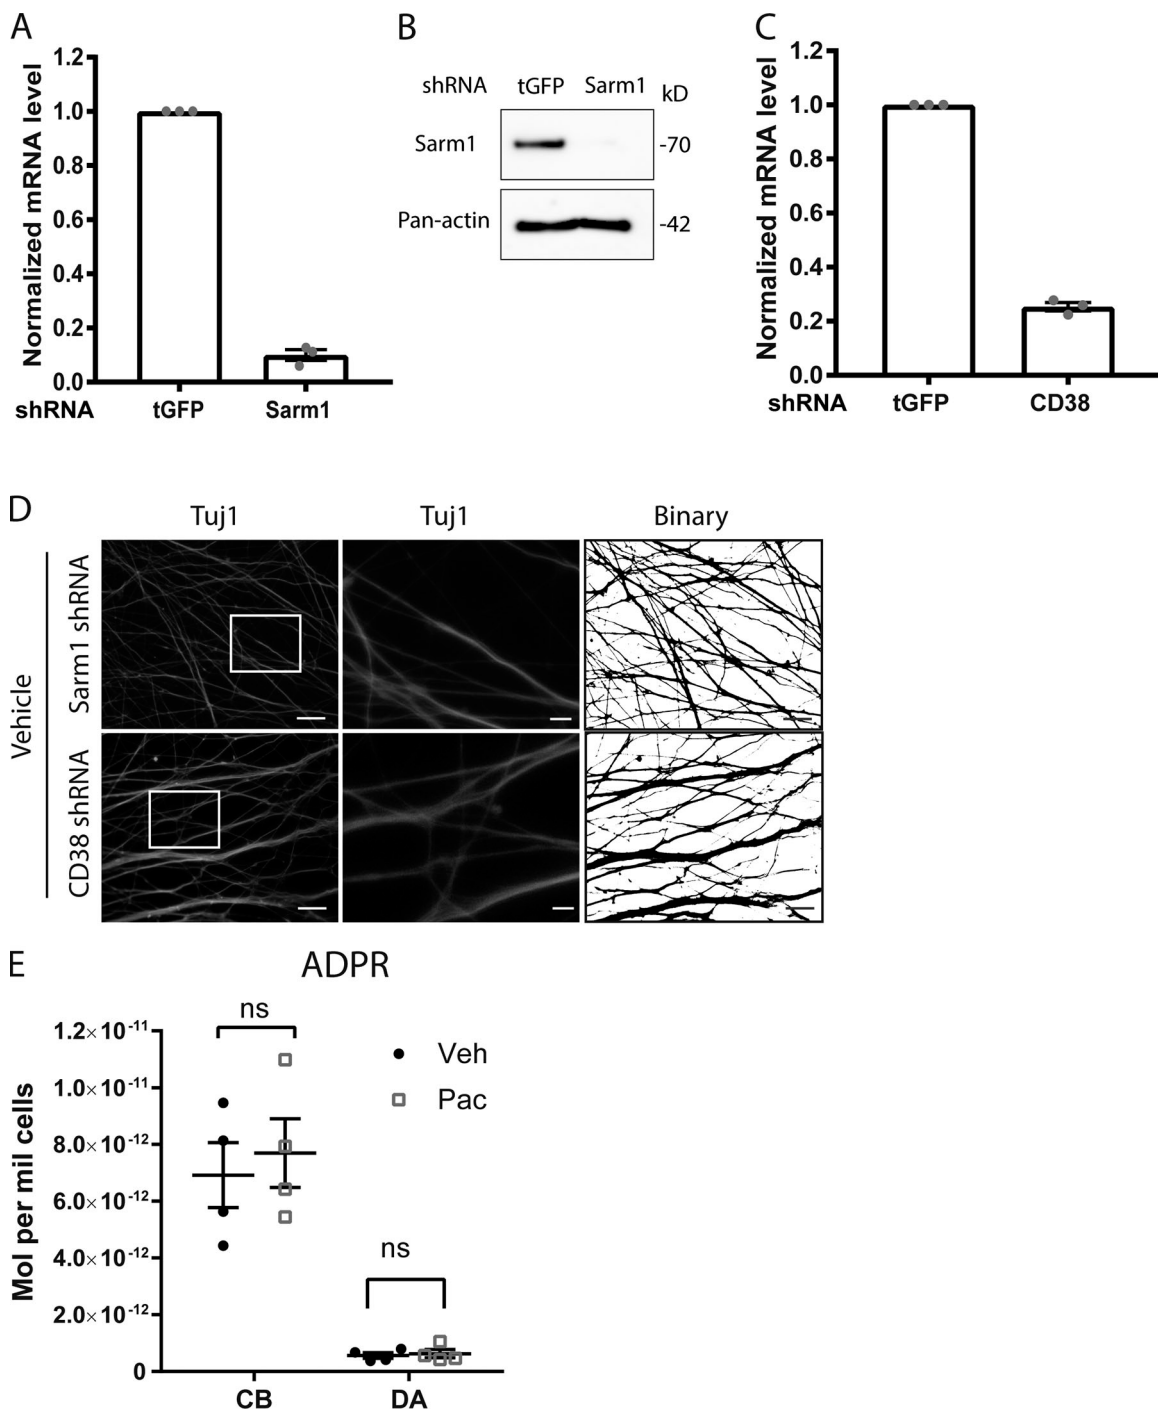 A
Normalized mRNA level
1.2
1.0
0.8
0.6
0.4
0.2
0.0
shRNA tGFP Sarm1
B
shRNA tGFP Sarm1 kD
Sarm1 -70
Pan-actin -42
C
Normalized mRNA level
1.2
1.0
0.8
0.6
0.4
0.2
0.0
shRNA tGFP CD38
D
Tuj1 Tuj1 Binary
Vehicle
Sarm1 shRNA
CD38 shRNA
E
ADPR
Mol per mil cells
1.2×10⁻¹¹
1.0×10⁻¹¹
8.0×10⁻¹²
6.0×10⁻¹²
4.0×10⁻¹²
2.0×10⁻¹²
0
ns
ns
Veh
Pac
CB DA